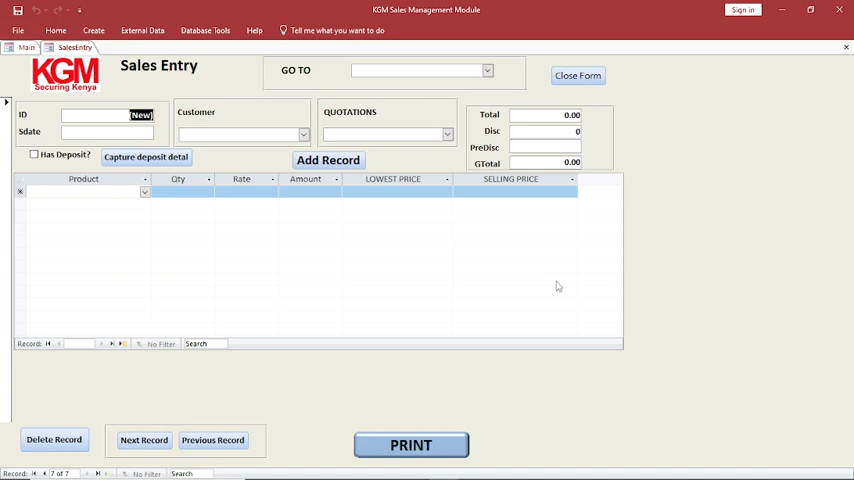 KGM Sales Management Module
Sign in
File Home Create External Data Database Tools Help Tell me what you want to do
Main SalesEntry
KGM
Securing Kenya
Sales Entry
GO TO
Close Form
ID (New)
Customer
QUOTATIONS
Total 0.00
Sdate
Disc 0
PreDisc
GTotal 0.00
Has Deposit?
Capture deposit detal
Add Record
Product Qty Rate Amount LOWEST PRICE SELLING PRICE
Record: No Filter Search
Delete Record
Next Record
Previous Record
PRINT
Record: 7 of 7 No Filter Search